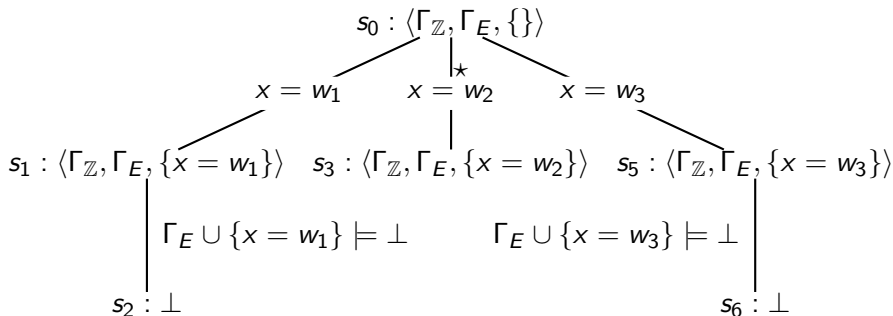 s₀ : ⟨Γ_ℤ, Γ_E, {}⟩
⋆
x = w₁ x = w₂ x = w₃
s₁ : ⟨Γ_ℤ, Γ_E, {x = w₁}⟩ s₃ : ⟨Γ_ℤ, Γ_E, {x = w₂}⟩ s₅ : ⟨Γ_ℤ, Γ_E, {x = w₃}⟩
Γ_E ∪ {x = w₁} ⊨ ⊥ Γ_E ∪ {x = w₃} ⊨ ⊥
s₂ : ⊥ s₆ : ⊥